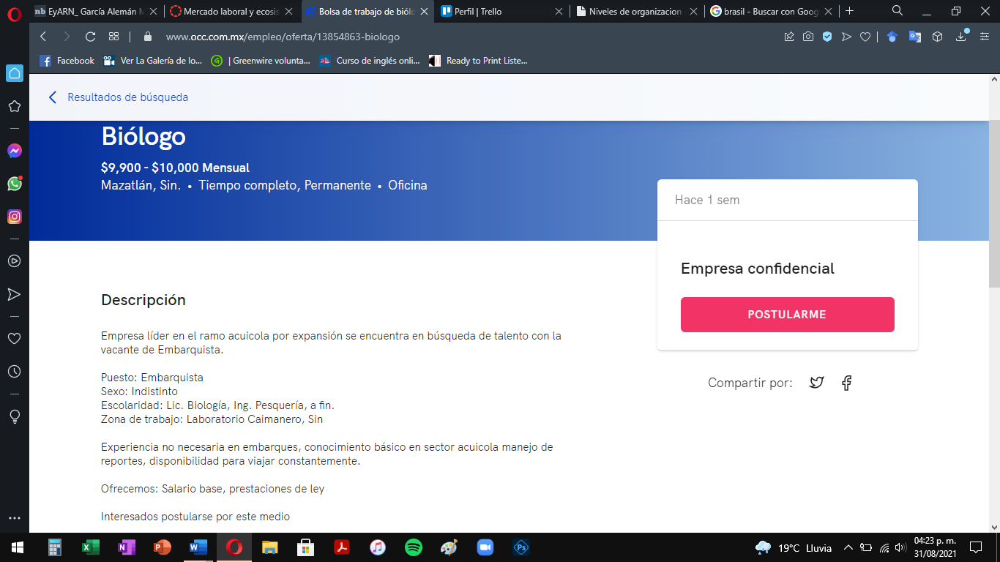 EyARN_ García Alemán M
Mercado laboral y ecosis
Bolsa de trabajo de bióló
Perfil | Trello
Niveles de organizacion
brasil - Buscar con Goog
www.occ.com.mx/empleo/oferta/13854863-biologo
Facebook
Ver La Galería de lo...
| Greenwire volunta...
Curso de inglés onli...
Ready to Print Liste...
Resultados de búsqueda
Biólogo
$9,900 - $10,000 Mensual
Mazatlán, Sin. • Tiempo completo, Permanente • Oficina
Hace 1 sem
Empresa confidencial
POSTULARME
Compartir por:
Descripción
Empresa líder en el ramo acuicola por expansión se encuentra en búsqueda de talento con la
vacante de Embarquista.
Puesto: Embarquista
Sexo: Indistinto
Escolaridad: Lic. Biología, Ing. Pesquería, a fin.
Zona de trabajo: Laboratorio Caimanero, Sin
Experiencia no necesaria en embarques, conocimiento básico en sector acuicola manejo de
reportes, disponibilidad para viajar constantemente.
Ofrecemos: Salario base, prestaciones de ley
Interesados postularse por este medio
19°C Lluvia
04:23 p. m.
31/08/2021